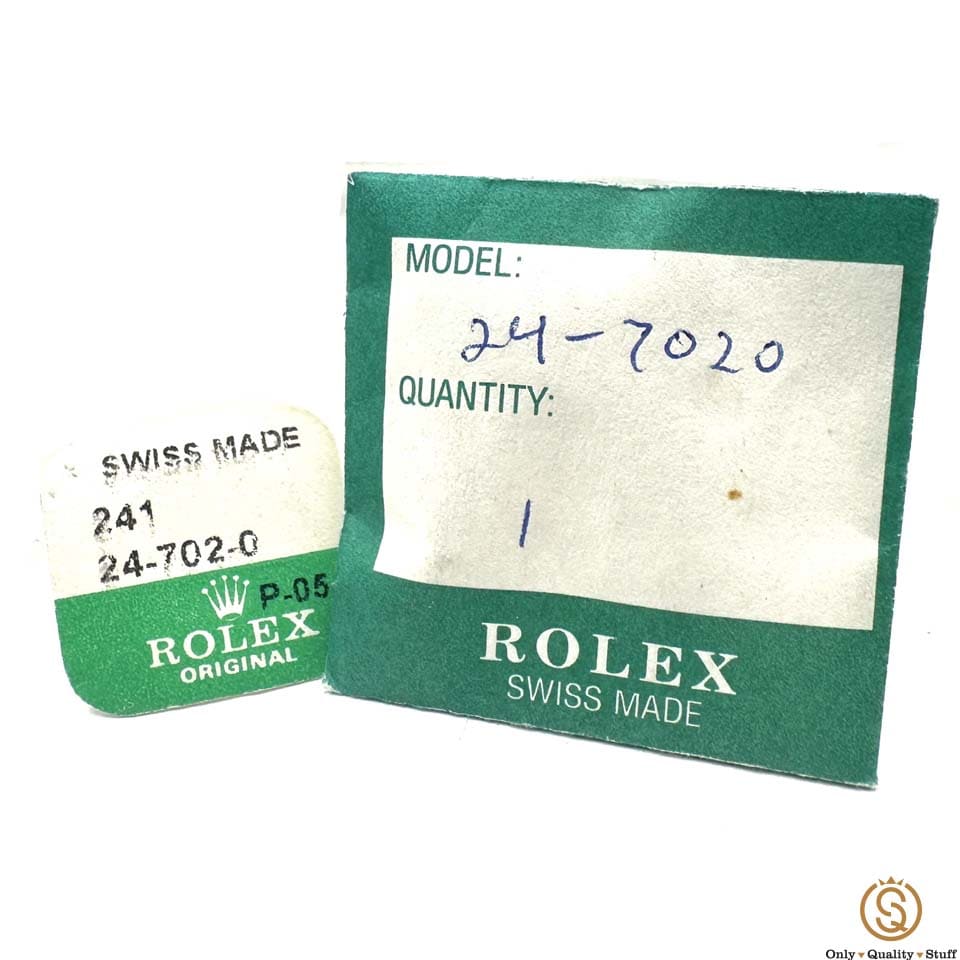 SWISS MADE
241
24-702-0
P-05
ROLEX
ORIGINAL
MODEL:
24-7020
QUANTITY:
1
ROLEX
SWISS MADE
SQ
Only Quality Stuff